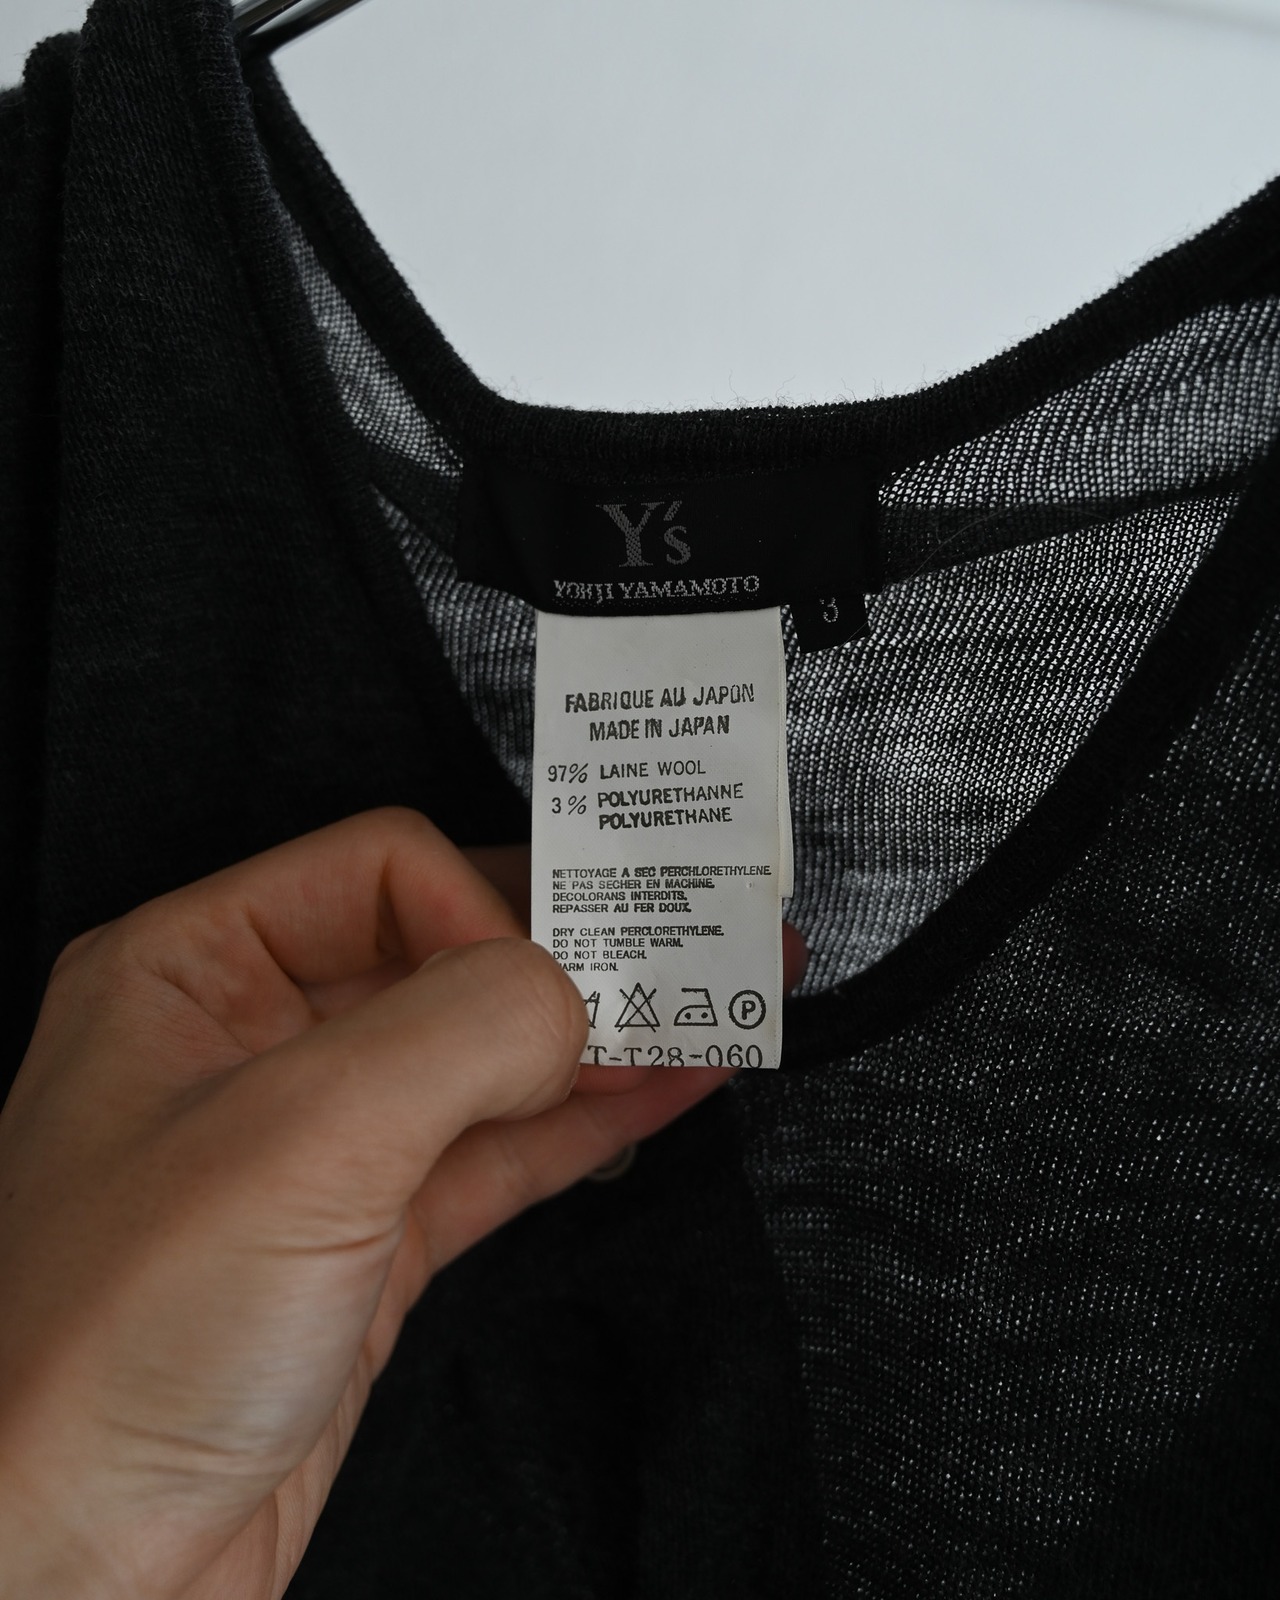 Y's
YOHJI YAMAMOTO
3
FABRIQUE AU JAPON
MADE IN JAPAN
97% LAINE WOOL
3% POLYURETHANNE
POLYURETHANE
NETTOYAGE A SEC PERCHLORETHYLENE.
NE PAS SECHER EN MACHINE.
DECOLORANS INTERDITS.
REPASSER AU FER DOUX.
DRY CLEAN PERCLORETHYLENE.
DO NOT TUMBLE WARM.
DO NOT BLEACH.
WARM IRON.
P
T-T28-060